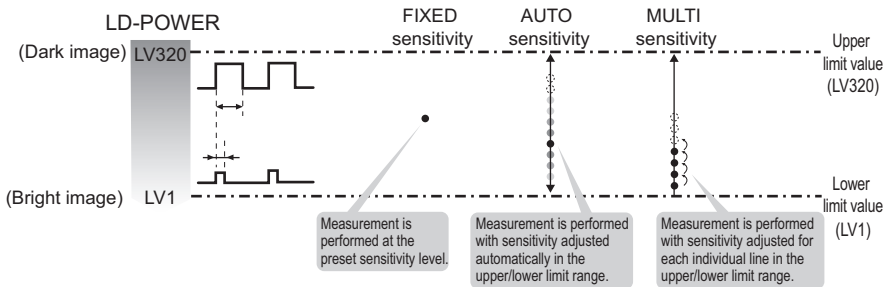 LD-POWER
FIXED
sensitivity
AUTO
sensitivity
MULTI
sensitivity
(Dark image)
LV320
Upper
limit value
(LV320)
(Bright image)
LV1
Lower
limit value
(LV1)
Measurement is
performed at the
preset sensitivity level.
Measurement is performed
with sensitivity adjusted
automatically in the
upper/lower limit range.
Measurement is performed
with sensitivity adjusted for
each individual line in the
upper/lower limit range.